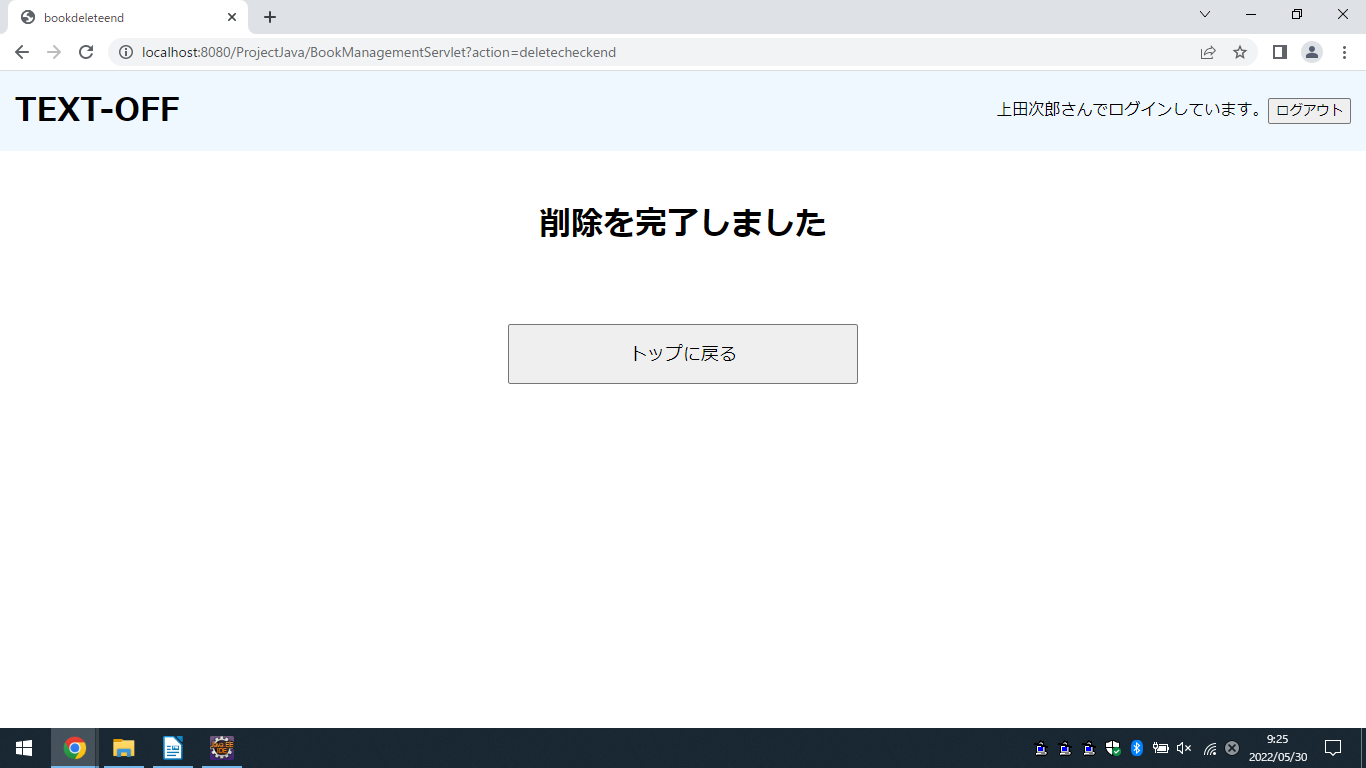 bookdeleteend
localhost:8080/ProjectJava/BookManagementServlet?action=deletecheckend
TEXT-OFF
上田次郎さんでログインしています。 ログアウト
削除を完了しました
トップに戻る
9:25
2022/05/30